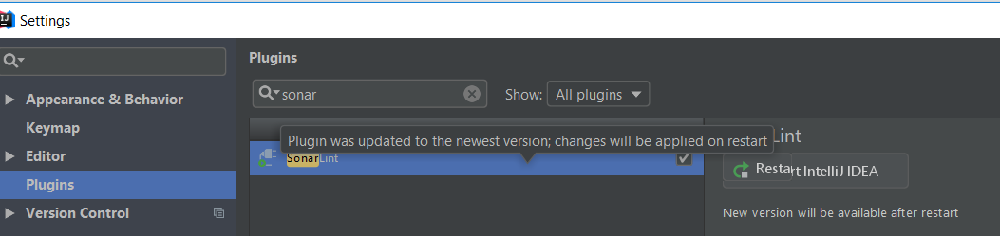 Settings
Plugins
sonar
Show: All plugins
Appearance & Behavior
Keymap
Editor
Plugins
Version Control
Plugin was updated to the newest version; changes will be applied on restart
SonarLint
Lint
Restart IntelliJ IDEA
New version will be available after restart